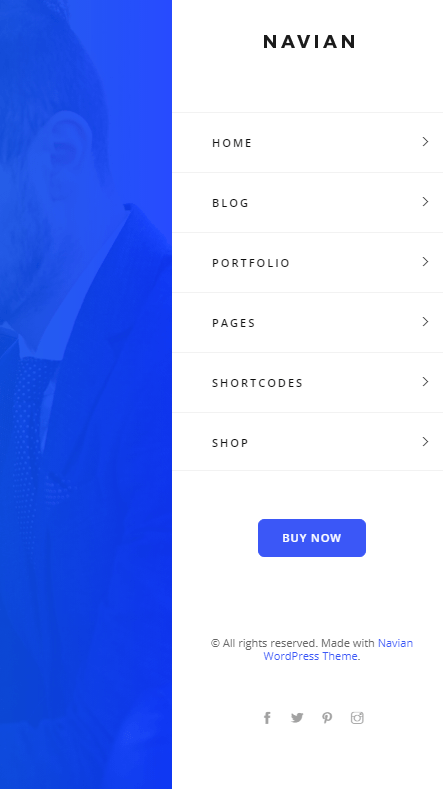 NAVIAN
HOME
BLOG
PORTFOLIO
PAGES
SHORTCODES
SHOP
BUY NOW
© All rights reserved. Made with Navian
WordPress Theme.